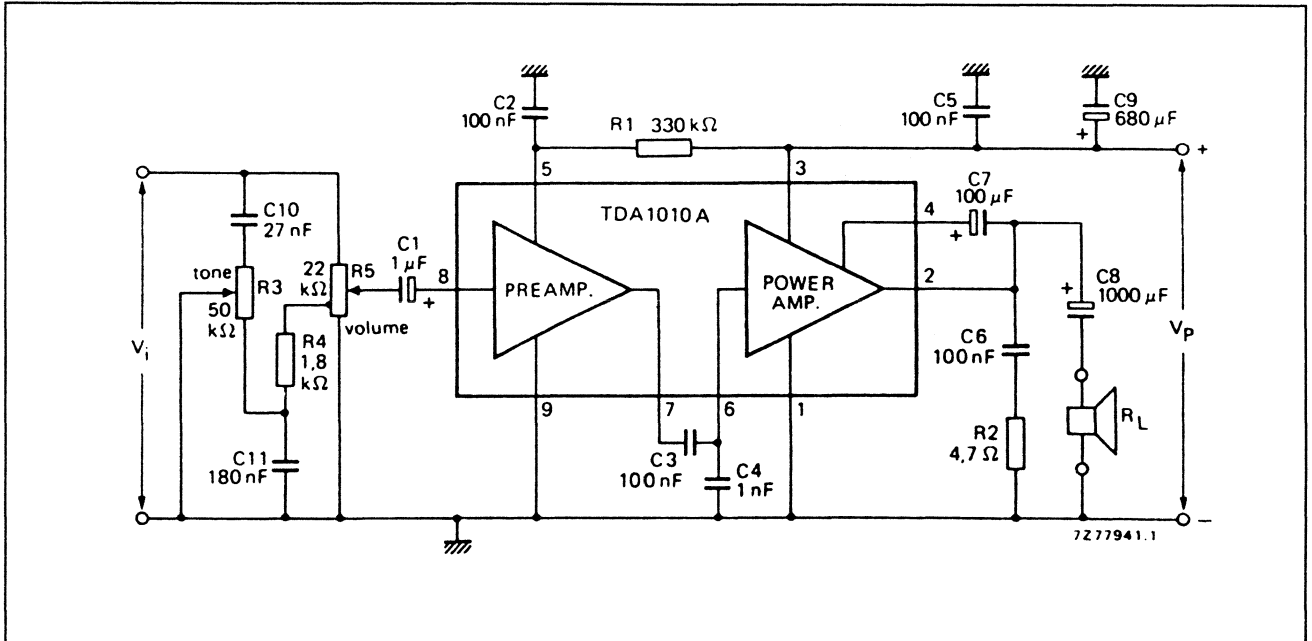 C2
100 nF
R1 330 kΩ
C5
100 nF
C9
680 µF
+
+
5
3
TDA1010A
C7
100 µF
4
+
C10
27 nF
tone
R3
50
kΩ
22
kΩ
R5
volume
C1
1 µF
+
8
PREAMP.
POWER
AMP.
2
C8
+
1000 µF
Vi
VP
R4
1,8
kΩ
C6
100 nF
9
7
6
1
RL
C11
180 nF
C3
100 nF
C4
1 nF
R2
4,7 Ω
−
7Z77941.1